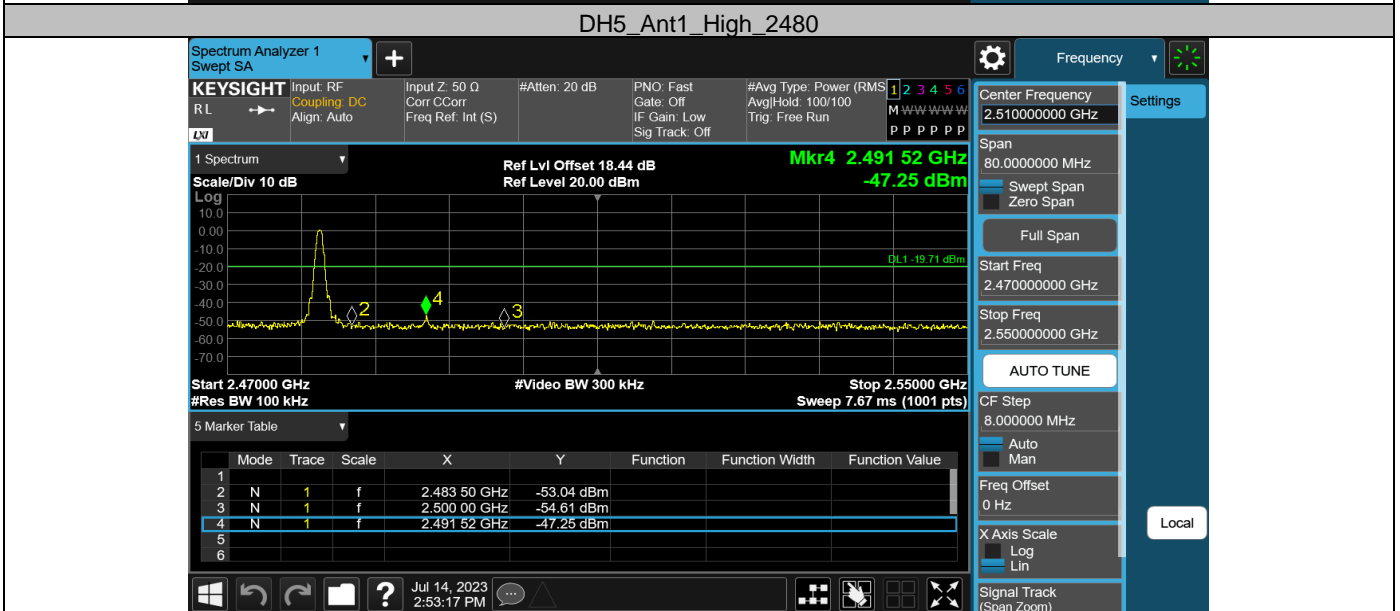 DH5_Ant1_High_2480
Spectrum Analyzer 1
Swept SA
Frequency
KEYSIGHT
RL
LXI
Input: RF
Coupling: DC
Align: Auto
Input Z: 50 Ω
Corr CCorr
Freq Ref: Int (S)
#Atten: 20 dB
PNO: Fast
Gate: Off
IF Gain: Low
Sig Track: Off
#Avg Type: Power (RMS
Avg|Hold: 100/100
Trig: Free Run
1 2 3 4 5 6
M W W W W W
P P P P P P
1 Spectrum
Scale/Div 10 dB
Ref Lvl Offset 18.44 dB
Ref Level 20.00 dBm
Mkr4 2.491 52 GHz
-47.25 dBm
Log
10.0
0.00
-10.0
DL1 -19.71 dBm
-20.0
-30.0
-40.0
-50.0
-60.0
-70.0
2
4
3
Start 2.47000 GHz
#Res BW 100 kHz
#Video BW 300 kHz
Stop 2.55000 GHz
Sweep 7.67 ms (1001 pts)
5 Marker Table
Mode Trace Scale X Y Function Function Width Function Value
1
2 N 1 f 2.483 50 GHz -53.04 dBm
3 N 1 f 2.500 00 GHz -54.61 dBm
4 N 1 f 2.491 52 GHz -47.25 dBm
5
6
?
Jul 14, 2023
2:53:17 PM
Center Frequency
2.510000000 GHz
Settings
Span
80.0000000 MHz
Swept Span
Zero Span
Full Span
Start Freq
2.470000000 GHz
Stop Freq
2.550000000 GHz
AUTO TUNE
CF Step
8.000000 MHz
Auto
Man
Freq Offset
0 Hz
Local
X Axis Scale
Log
Lin
Signal Track
(Span Zoom)